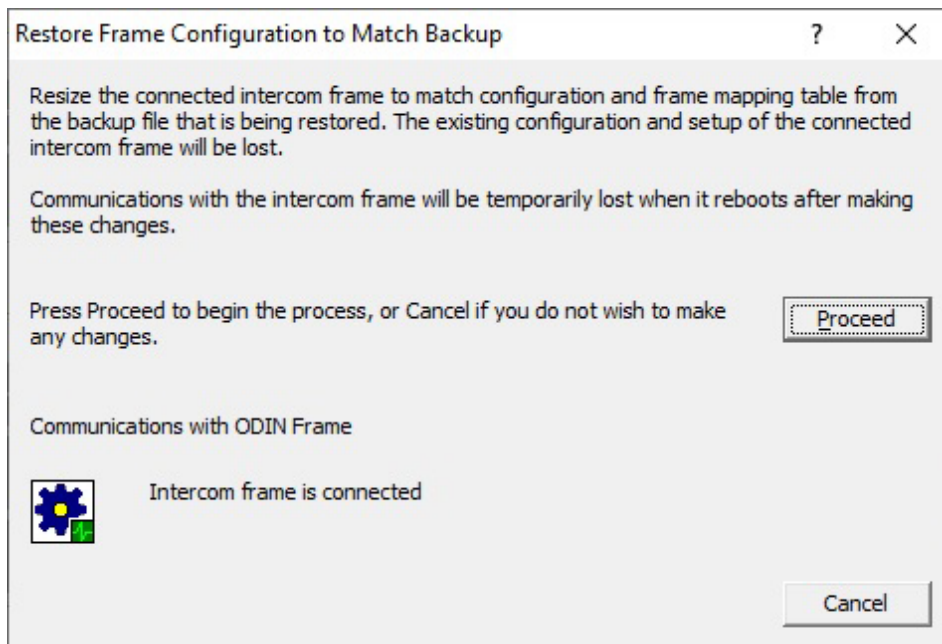 Restore Frame Configuration to Match Backup
Resize the connected intercom frame to match configuration and frame mapping table from
the backup file that is being restored. The existing configuration and setup of the connected
intercom frame will be lost.
Communications with the intercom frame will be temporarily lost when it reboots after making
these changes.
Press Proceed to begin the process, or Cancel if you do not wish to make
any changes.
Proceed
Communications with ODIN Frame
Intercom frame is connected
Cancel